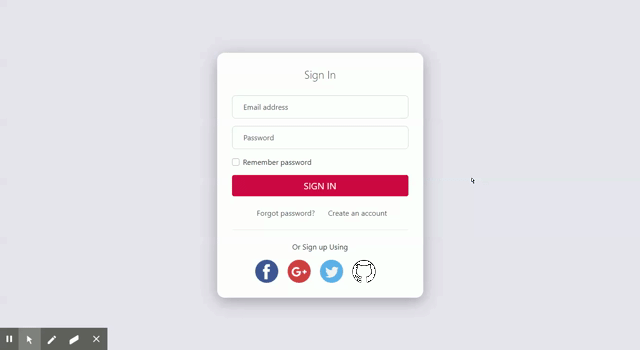 Sign In
Email address
Password
Remember password
SIGN IN
Forgot password? Create an account
Or Sign up Using
f G+